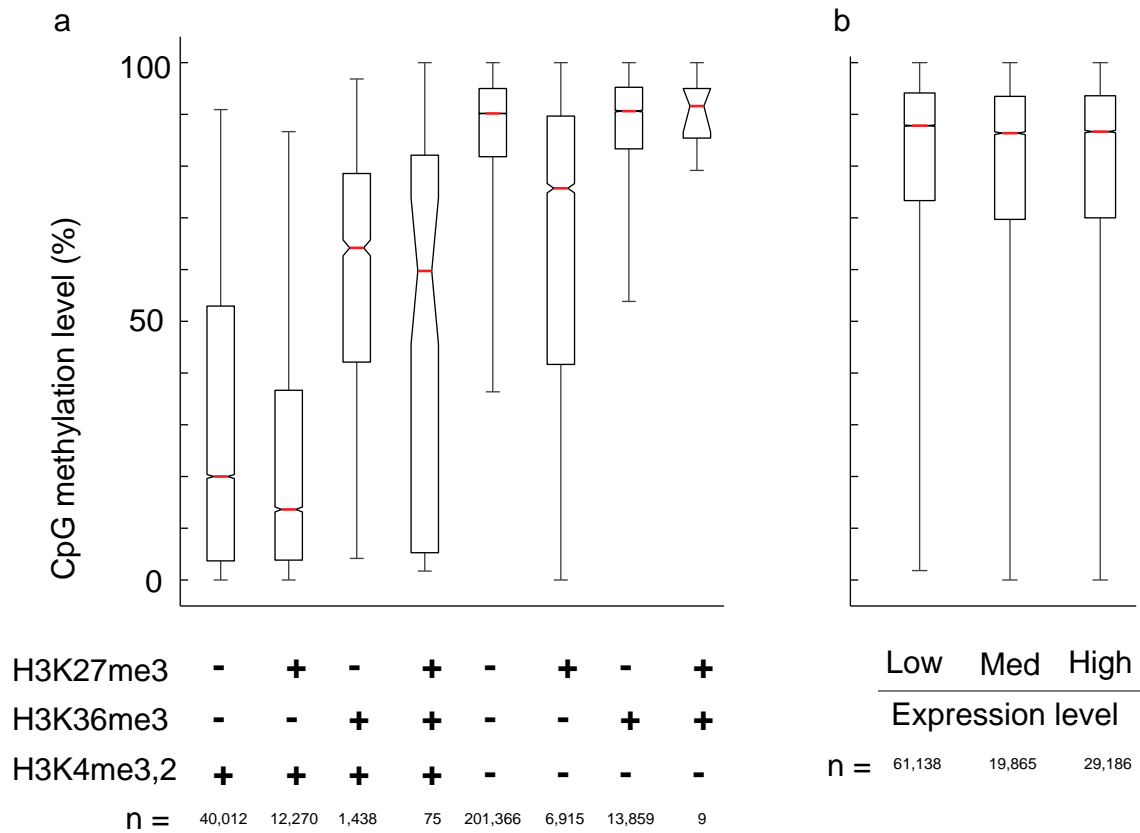 a b
100
50
0
CpG methylation level (%)
H3K27me3 - + - + - + - +
H3K36me3 - - + + - - + +
H3K4me3,2 + + + + - - - -
n = 40,012 12,270 1,438 75 201,366 6,915 13,859 9
Low Med High
Expression level
n = 61,138 19,865 29,186